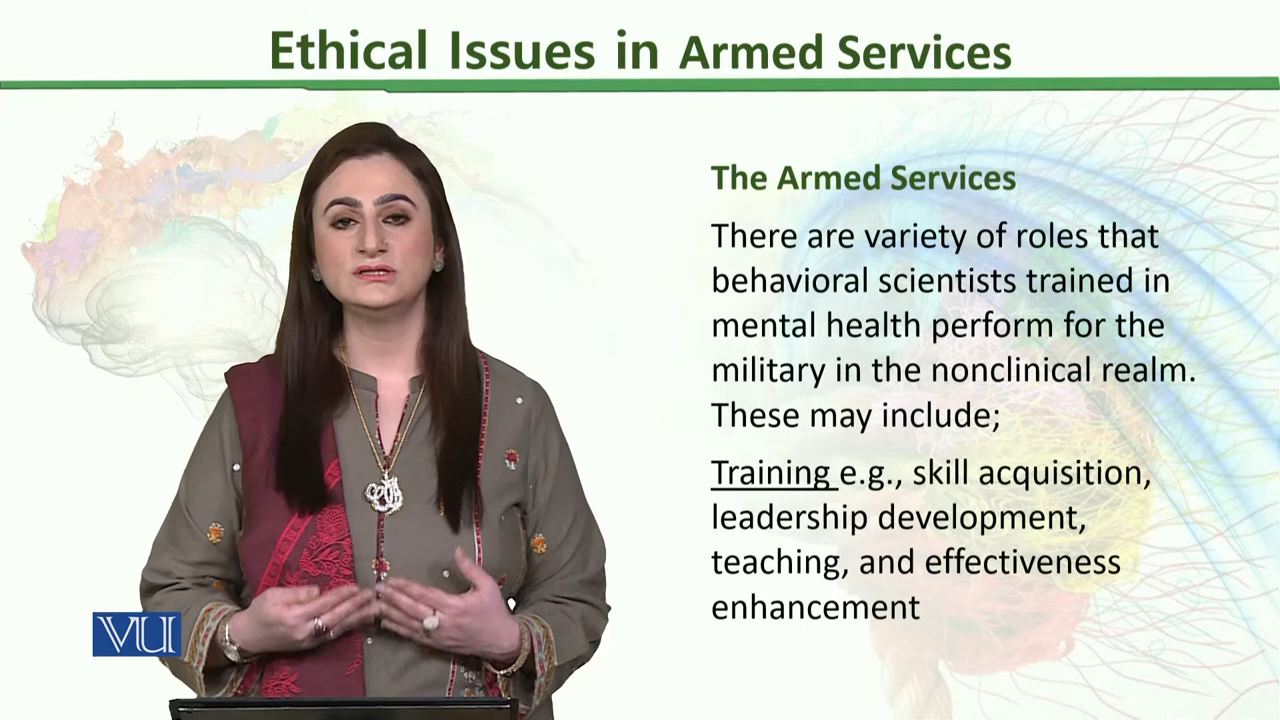 Ethical Issues in Armed Services
The Armed Services
There are variety of roles that
behavioral scientists trained in
mental health perform for the
military in the nonclinical realm.
These may include;
Training e.g., skill acquisition,
leadership development,
teaching, and effectiveness
enhancement
VU